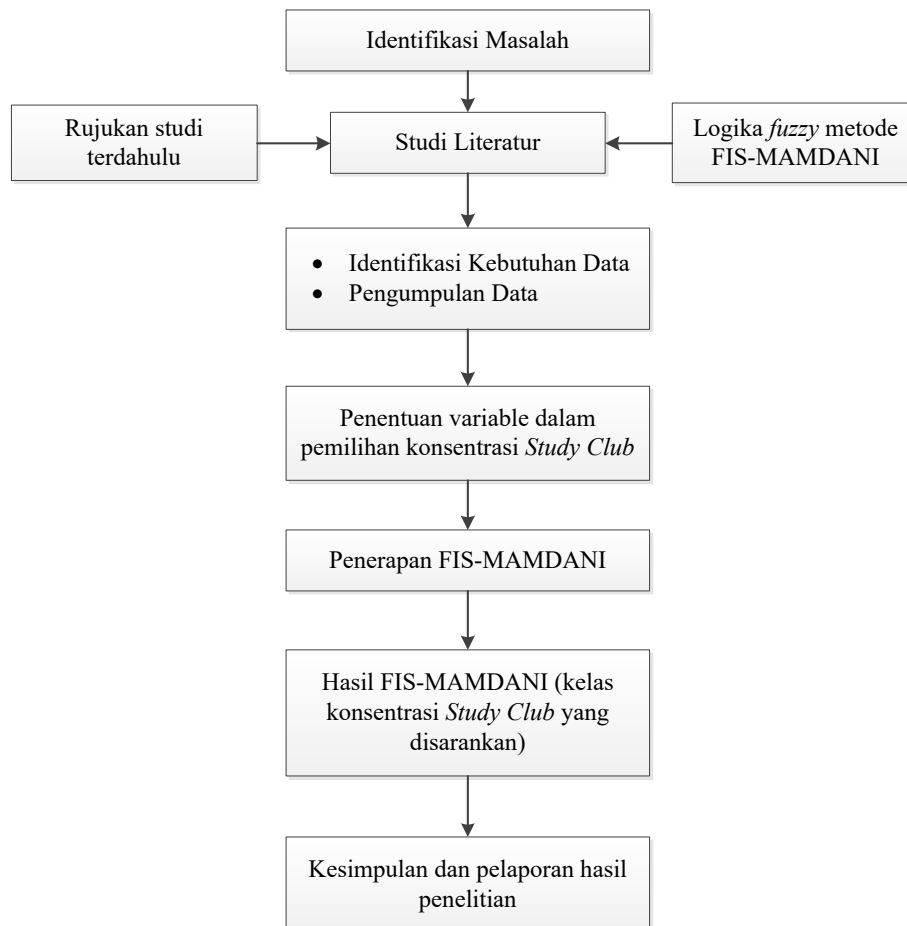 Identifikasi Masalah
Rujukan studi
terdahulu
Studi Literatur
Logika fuzzy metode
FIS-MAMDANI
• Identifikasi Kebutuhan Data
• Pengumpulan Data
Penentuan variable dalam
pemilihan konsentrasi Study Club
Penerapan FIS-MAMDANI
Hasil FIS-MAMDANI (kelas
konsentrasi Study Club yang
disarankan)
Kesimpulan dan pelaporan hasil
penelitian